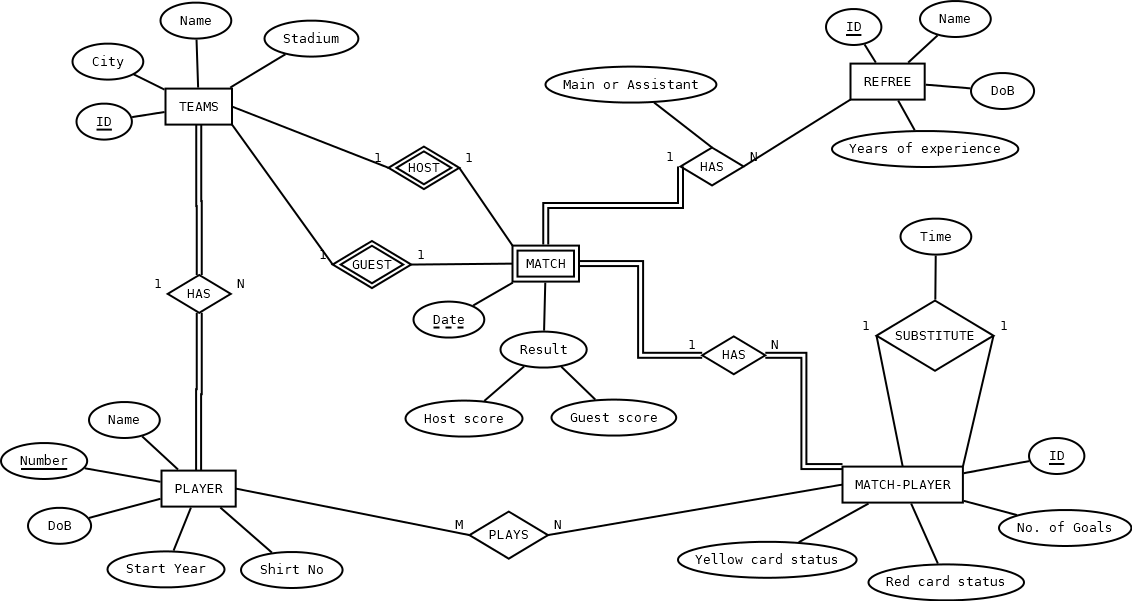 Name
Stadium
City
ID
TEAMS
ID
Name
REFREE
DoB
Years of experience
Main or Assistant
1
HAS
N
1
HOST
1
1
GUEST
1
MATCH
Date
Result
Host score
Guest score
1
HAS
N
1
HAS
N
Time
1
SUBSTITUTE
1
Name
Number
PLAYER
DoB
Start Year
Shirt No
M
PLAYS
N
MATCH-PLAYER
ID
No. of Goals
Yellow card status
Red card status